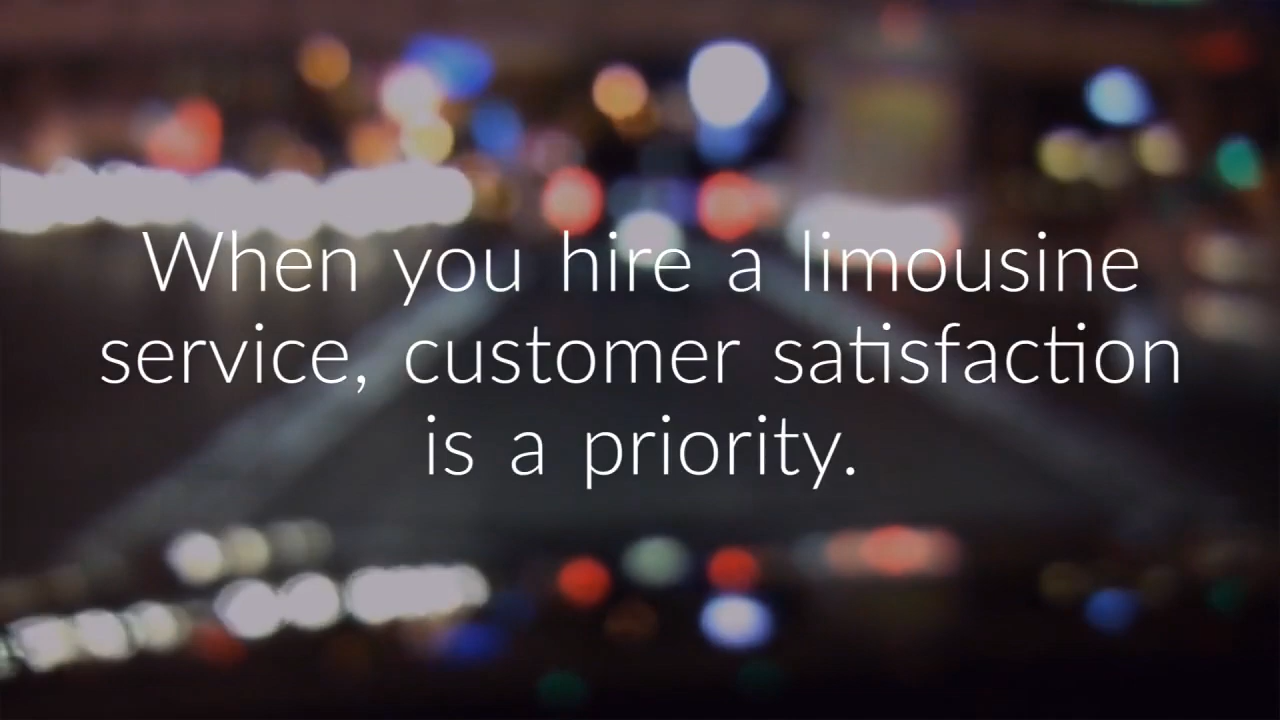 When you hire a limousine
service, customer satisfaction
is a priority.